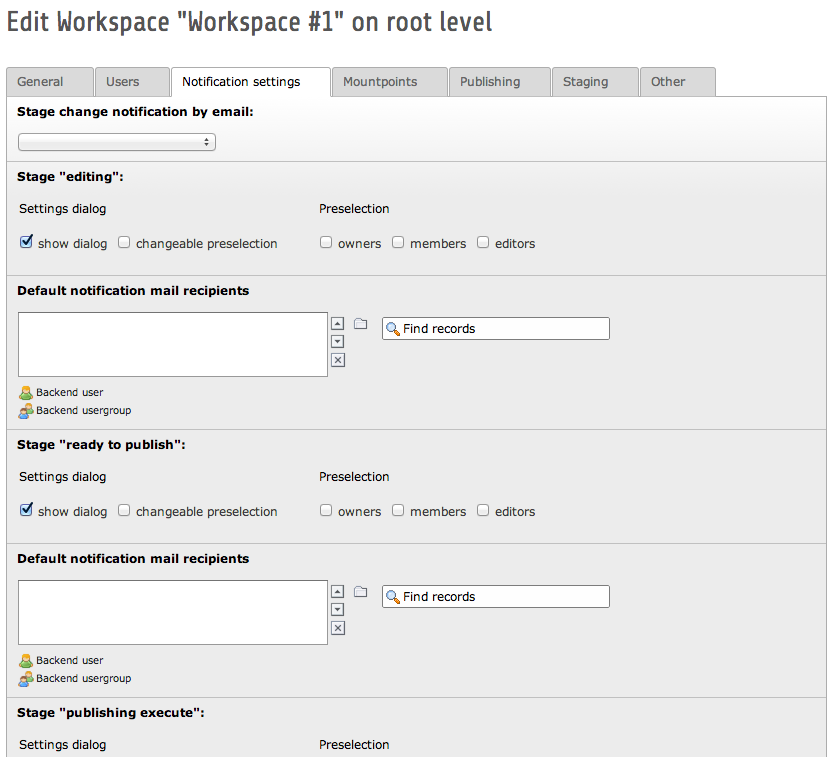 Edit Workspace "Workspace #1" on root level
General Users Notification settings Mountpoints Publishing Staging Other
Stage change notification by email:
Stage "editing":
Settings dialog Preselection
show dialog changeable preselection owners members editors
Default notification mail recipients
Find records
Backend user
Backend usergroup
Stage "ready to publish":
Settings dialog Preselection
show dialog changeable preselection owners members editors
Default notification mail recipients
Find records
Backend user
Backend usergroup
Stage "publishing execute":
Settings dialog Preselection